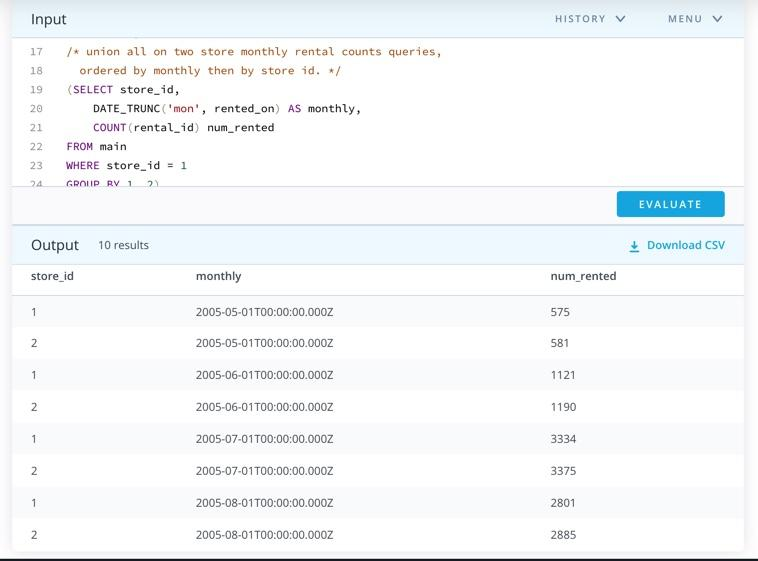 Input HISTORY MENU
17 /* union all on two store monthly rental counts queries,
18 ordered by monthly then by store id. */
19 (SELECT store_id,
20 DATE_TRUNC('mon', rented_on) AS monthly,
21 COUNT(rental_id) num_rented
22 FROM main
23 WHERE store_id = 1
24 GROUP BY 1, 2)
EVALUATE
Output 10 results Download CSV
store_id monthly num_rented
1 2005-05-01T00:00:00.000Z 575
2 2005-05-01T00:00:00.000Z 581
1 2005-06-01T00:00:00.000Z 1121
2 2005-06-01T00:00:00.000Z 1190
1 2005-07-01T00:00:00.000Z 3334
2 2005-07-01T00:00:00.000Z 3375
1 2005-08-01T00:00:00.000Z 2801
2 2005-08-01T00:00:00.000Z 2885